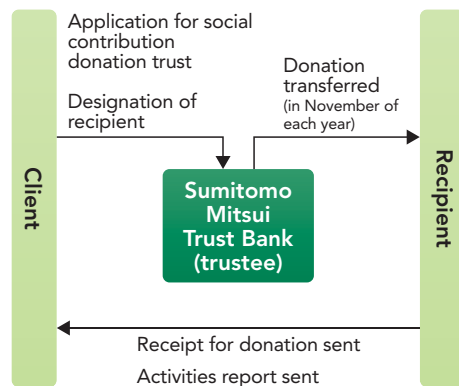 Application for social
contribution
donation trust
Designation of
recipient
Donation
transferred
(in November of
each year)
Client
Sumitomo
Mitsui
Trust Bank
(trustee)
Recipient
Receipt for donation sent
Activities report sent